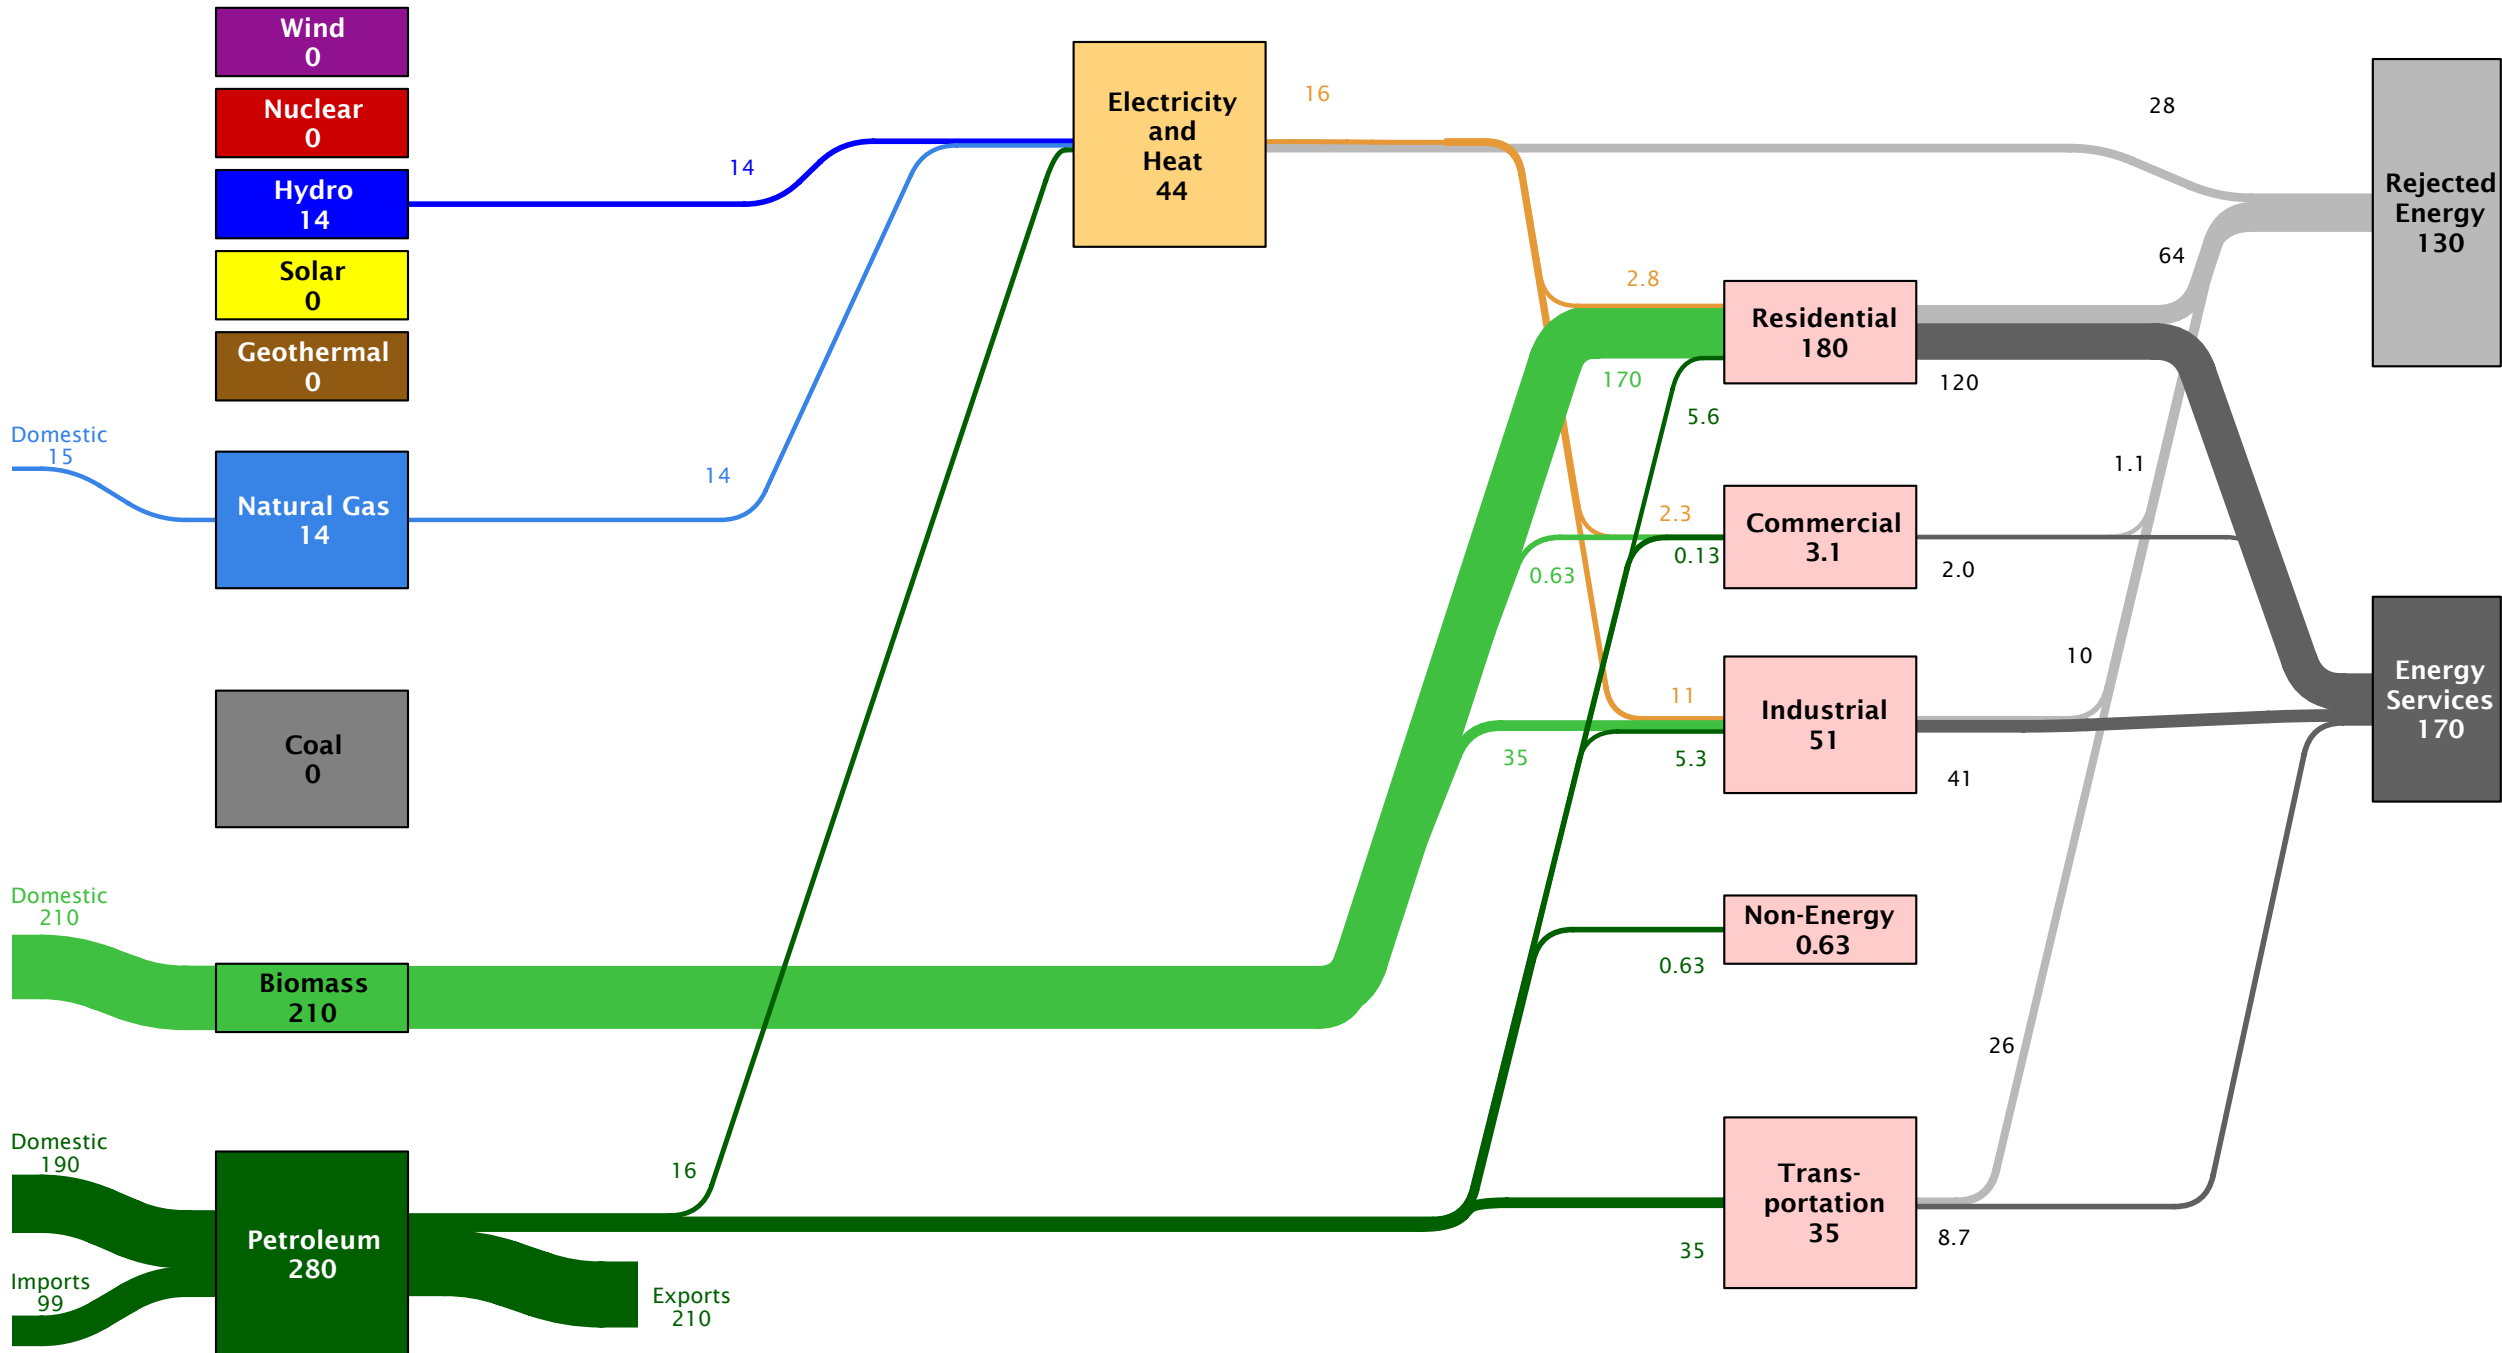 Wind
0
Nuclear
0
Hydro
14
Solar
0
Geothermal
0
Domestic
15
Natural Gas
14
Coal
0
Domestic
210
Biomass
210
Domestic
190
Imports
99
Petroleum
280
Exports
210
14
14
16
Electricity
and
Heat
44
16
2.8
170
5.6
2.3
0.63
0.13
11
35
5.3
0.63
35
Residential
180
Commercial
3.1
Industrial
51
Non-Energy
0.63
Trans-
portation
35
28
64
120
1.1
2.0
10
41
26
8.7
Rejected
Energy
130
Energy
Services
170